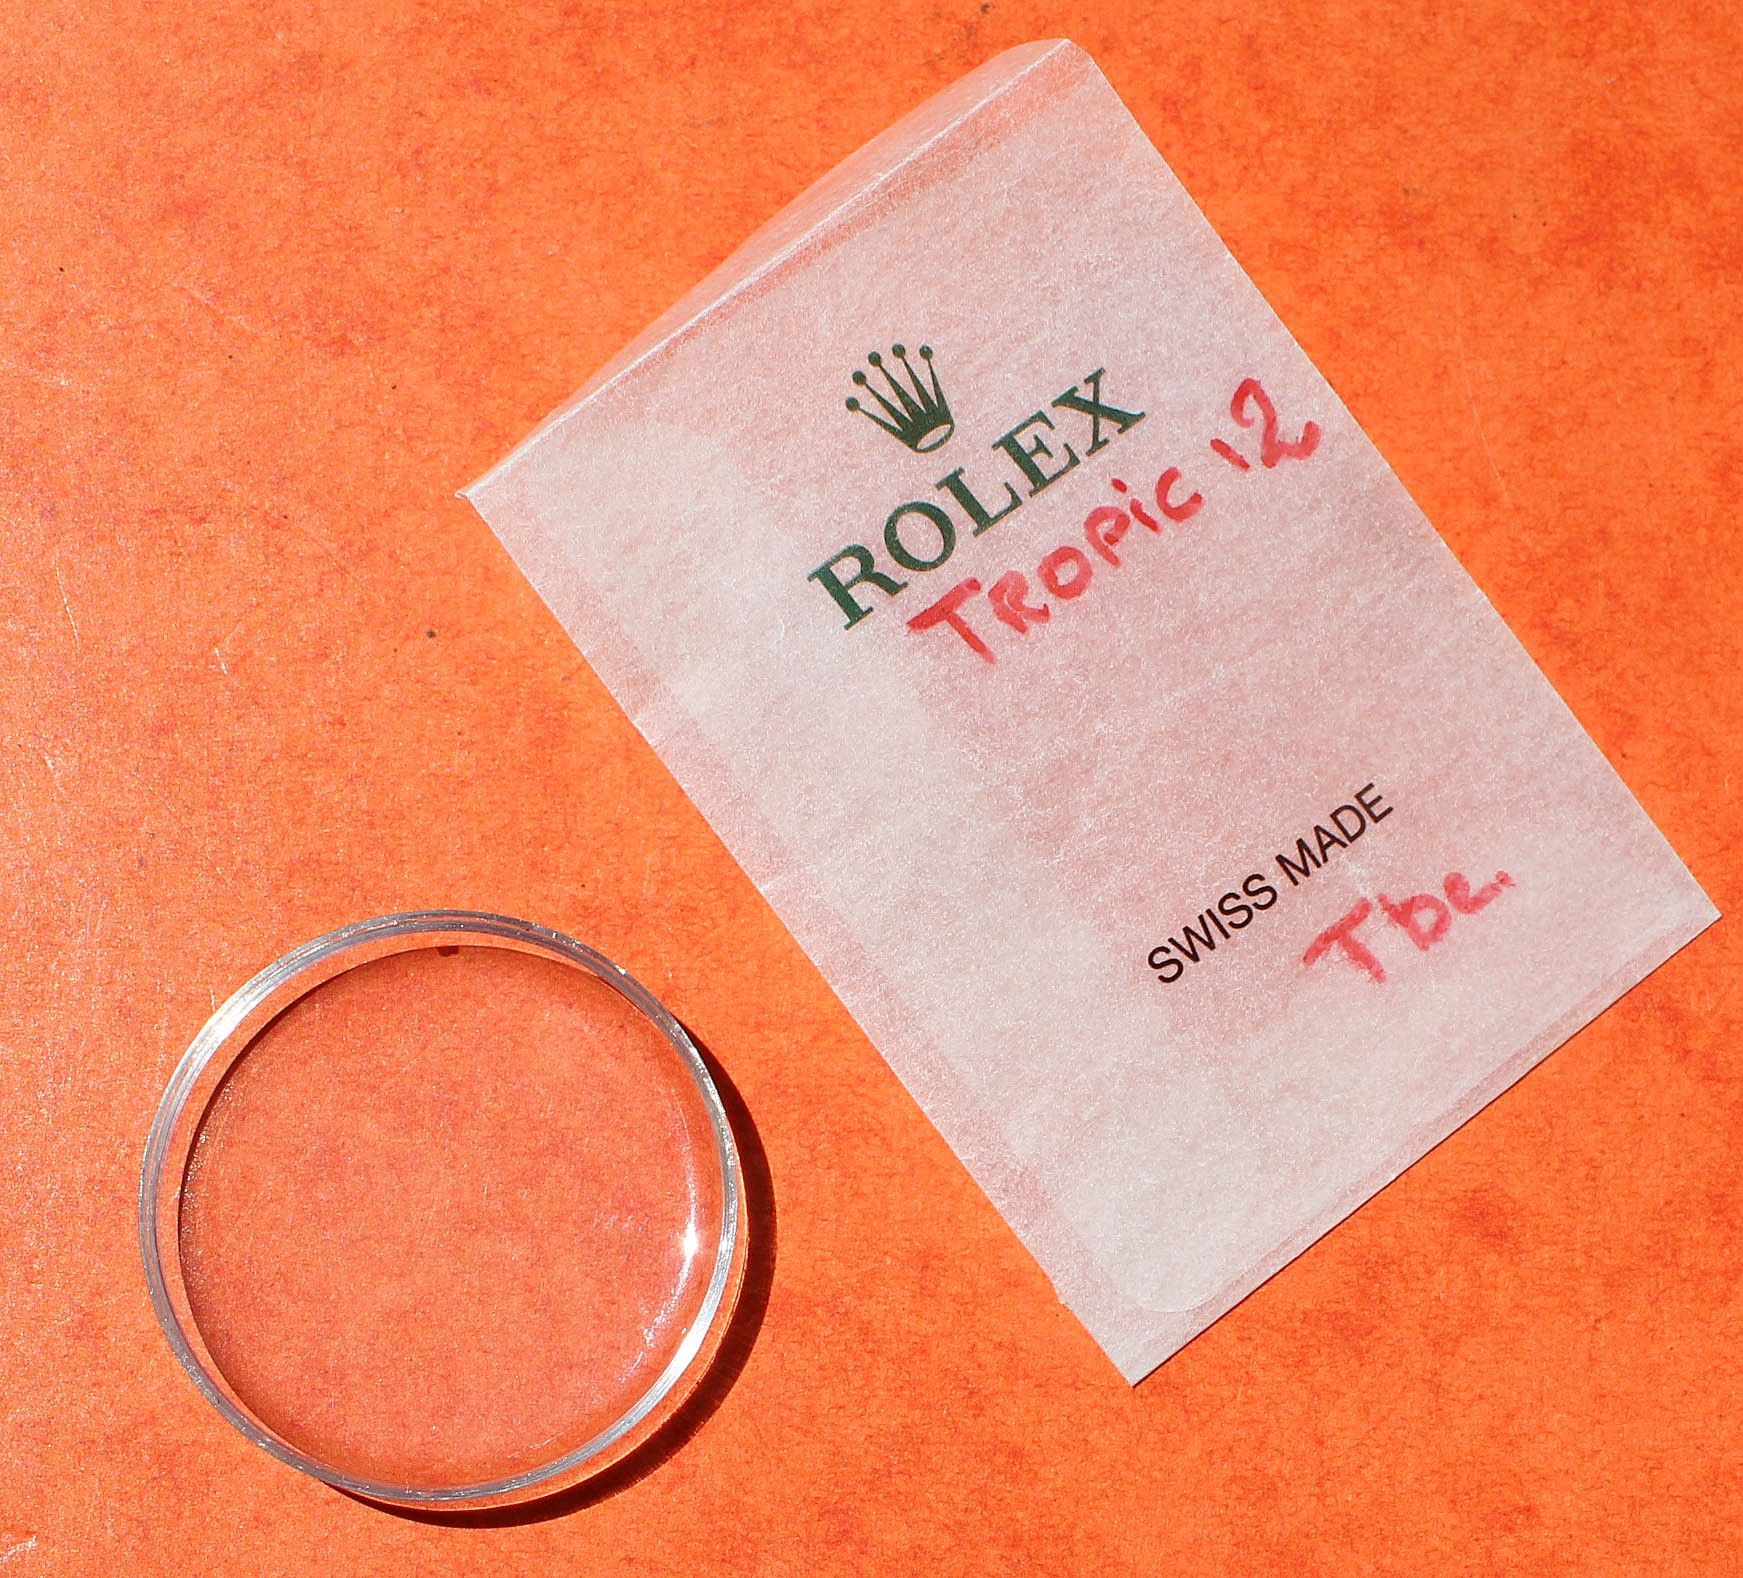 ROLEX
TROPiC 12
SWISS MADE
Tbe.